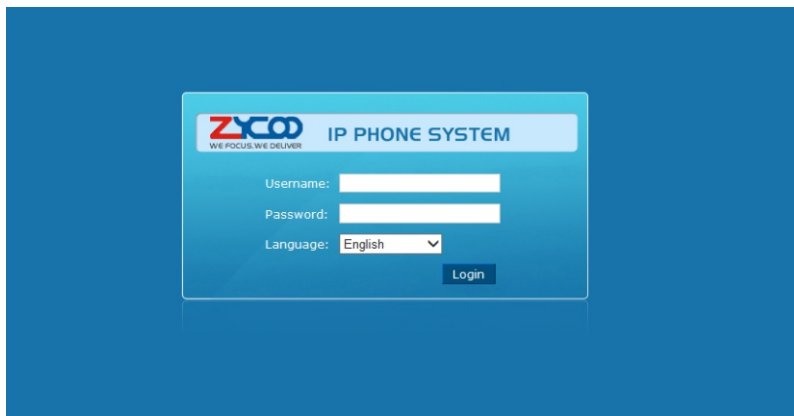 ZYCOO
WE FOCUS.WE DELIVER
IP PHONE SYSTEM
Username:
Password:
Language: English
Login